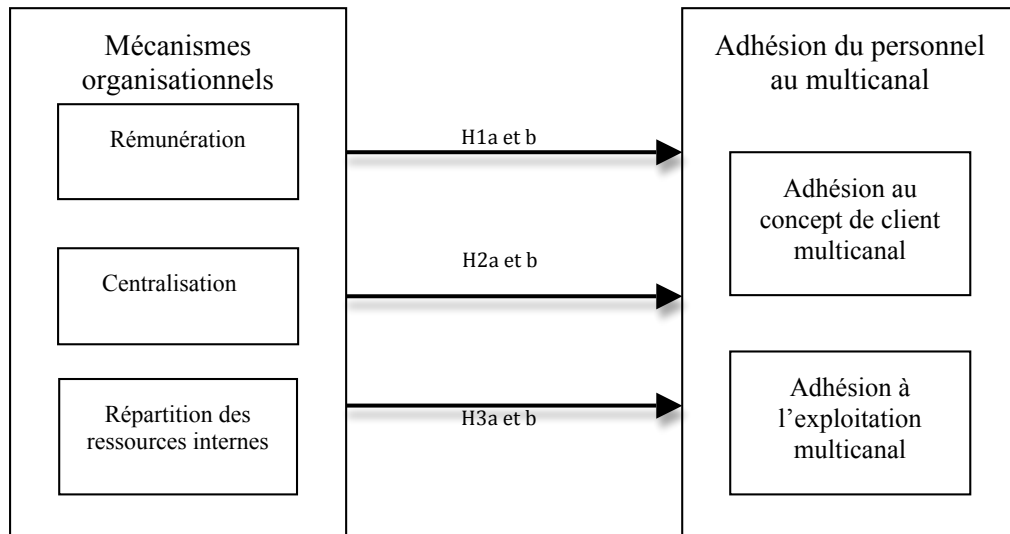 Mécanismes
organisationnels
Rémunération
Centralisation
Répartition des
ressources internes
H1a et b
H2a et b
H3a et b
Adhésion du personnel
au multicanal
Adhésion au
concept de client
multicanal
Adhésion à
l’exploitation
multicanal